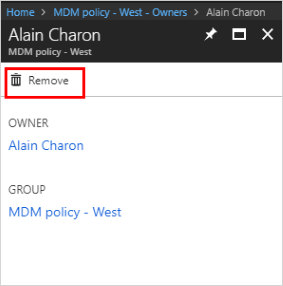 Home > MDM policy - West - Owners > Alain Charon
Alain Charon
MDM policy - West
Remove
OWNER
Alain Charon
GROUP
MDM policy - West